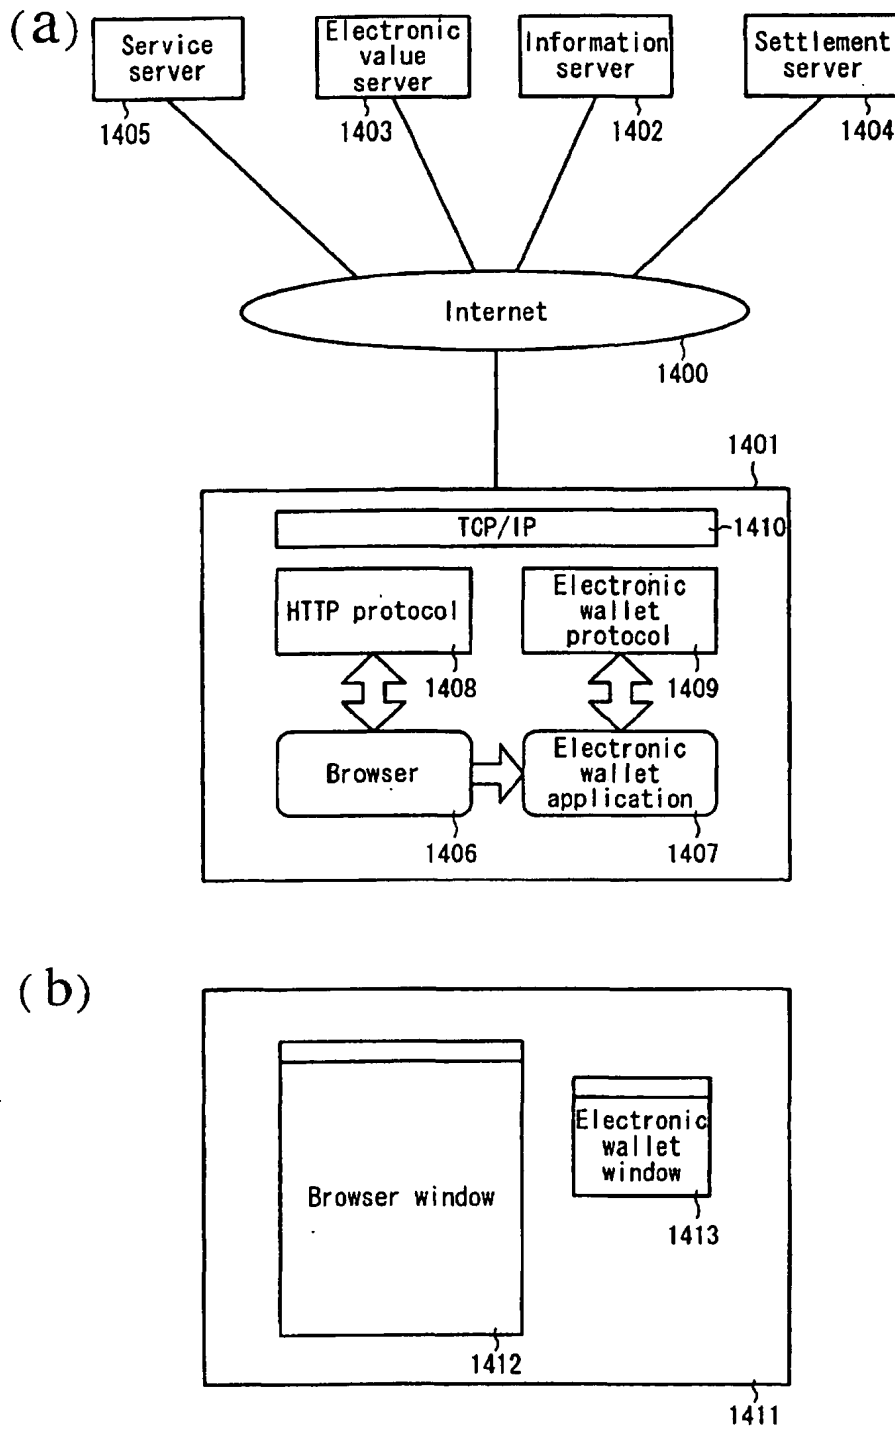 (a)
Service
server
1405
Electronic
value
server
1403
Information
server
1402
Settlement
server
1404
Internet
1400
1401
TCP/IP
1410
HTTP protocol
1408
Electronic
wallet
protocol
1409
Browser
1406
Electronic
wallet
application
1407
(b)
Browser window
1412
Electronic
wallet
window
1413
1411